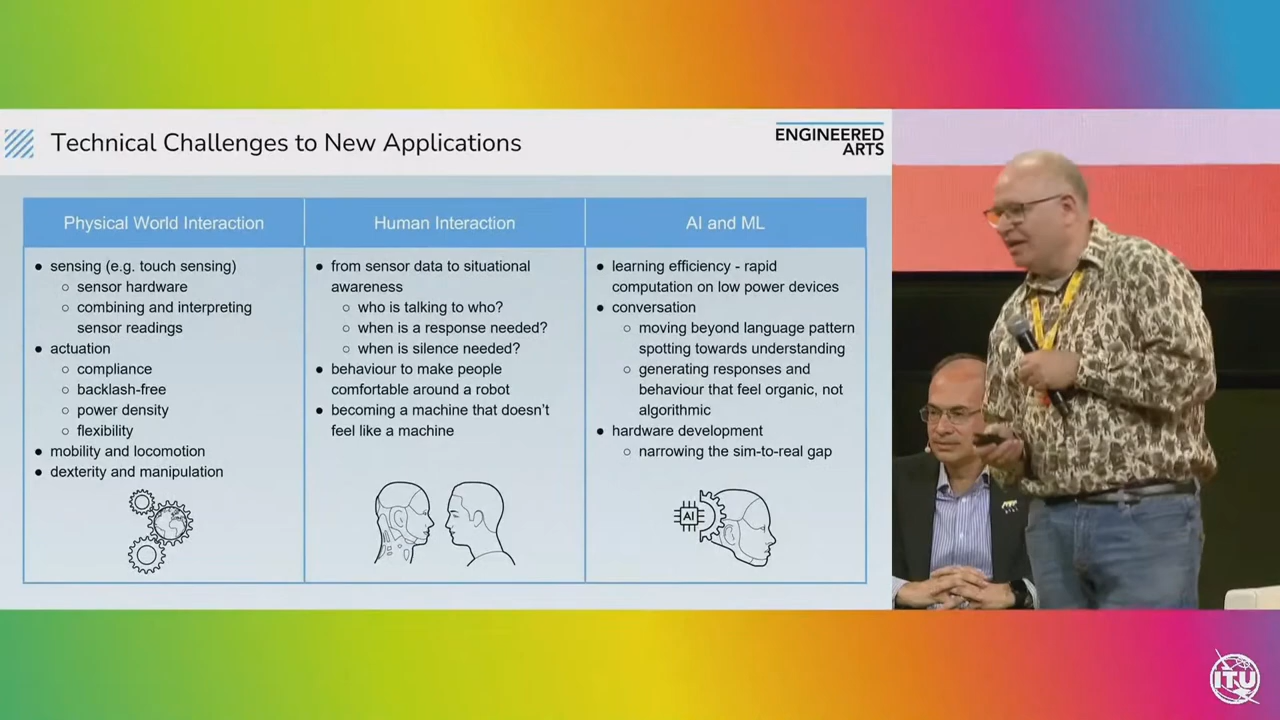 Technical Challenges to New Applications
ENGINEERED
ARTS
Physical World Interaction
● sensing (e.g. touch sensing)
○ sensor hardware
○ combining and interpreting
sensor readings
● actuation
○ compliance
○ backlash-free
○ power density
○ flexibility
● mobility and locomotion
● dexterity and manipulation
Human Interaction
● from sensor data to situational
awareness
○ who is talking to who?
○ when is a response needed?
○ when is silence needed?
● behaviour to make people
comfortable around a robot
● becoming a machine that doesn't
feel like a machine
AI and ML
● learning efficiency - rapid
computation on low power devices
● conversation
○ moving beyond language pattern
spotting towards understanding
○ generating responses and
behaviour that feel organic, not
algorithmic
● hardware development
○ narrowing the sim-to-real gap
AI
ITU